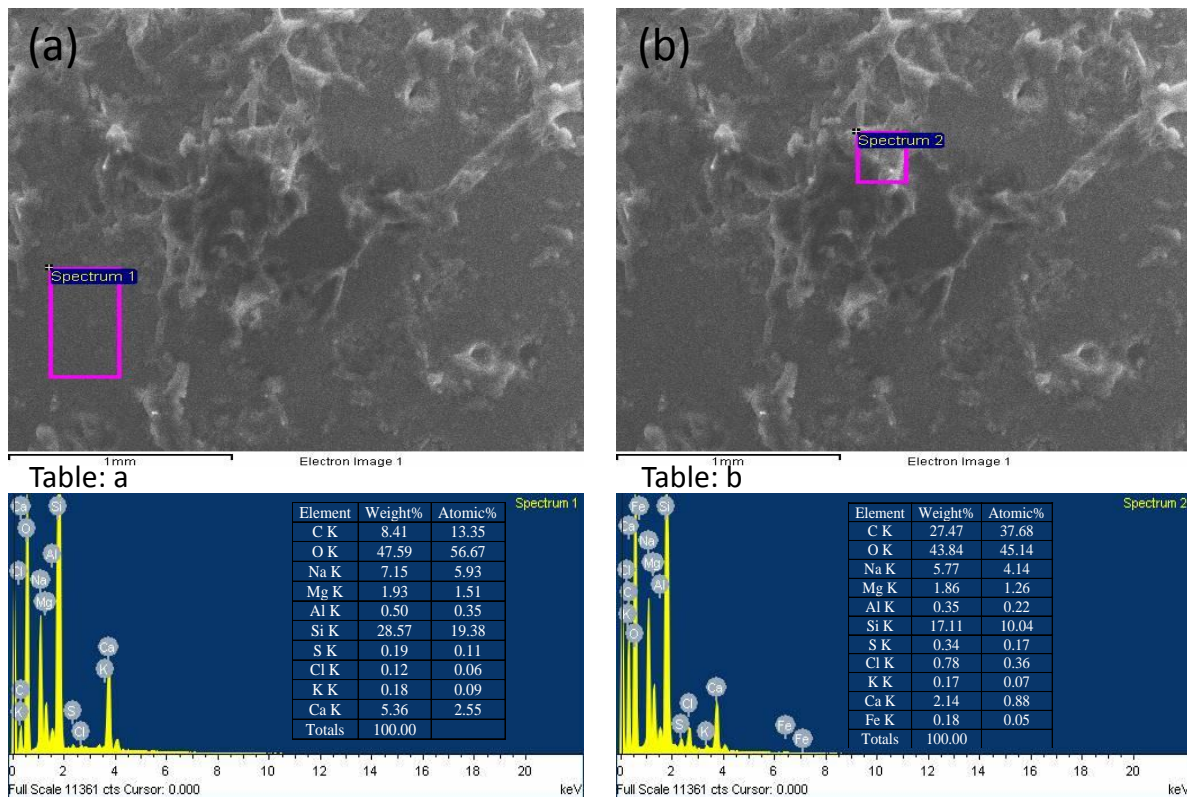 (a)
Spectrum 1
1mm Electron Image 1
Table: a
Spectrum 1
Ca Si
O
Al
Cl Na
Mg
Ca
K
C
K S
Cl
Element Weight% Atomic%
C K 8.41 13.35
O K 47.59 56.67
Na K 7.15 5.93
Mg K 1.93 1.51
Al K 0.50 0.35
Si K 28.57 19.38
S K 0.19 0.11
Cl K 0.12 0.06
K K 0.18 0.09
Ca K 5.36 2.55
Totals 100.00
0 2 4 6 8 10 12 14 16 18 20
Full Scale 11361 cts Cursor: 0.000 keV
(b)
Spectrum 2
1mm Electron Image 1
Table: b
Spectrum 2
Fe Si
Ca
Na
Cl Mg
C Al
K
O
Ca
Cl
S K
Fe
Fe
Element Weight% Atomic%
C K 27.47 37.68
O K 43.84 45.14
Na K 5.77 4.14
Mg K 1.86 1.26
Al K 0.35 0.22
Si K 17.11 10.04
S K 0.34 0.17
Cl K 0.78 0.36
K K 0.17 0.07
Ca K 2.14 0.88
Fe K 0.18 0.05
Totals 100.00
0 2 4 6 8 10 12 14 16 18 20
Full Scale 11361 cts Cursor: 0.000 keV